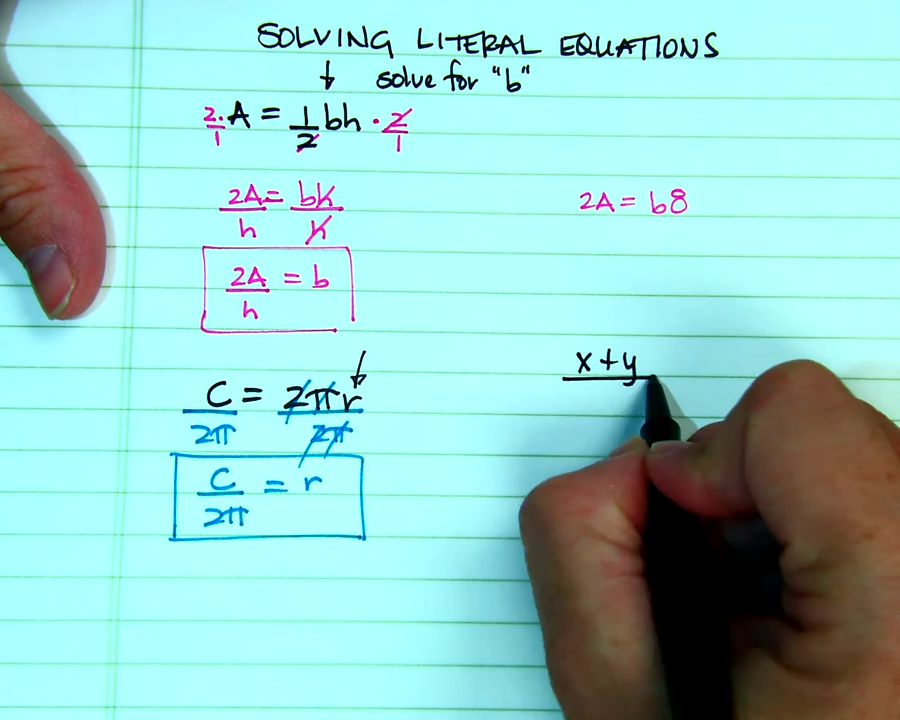 SOLVING LITERAL EQUATIONS
↓ solve for "b"
2/1 · A = 1/2 bh · 2/1
2A/h = bh/h
2A = b8
2A/h = b
x + y
C/2π = 2πr/2π
C/2π = r